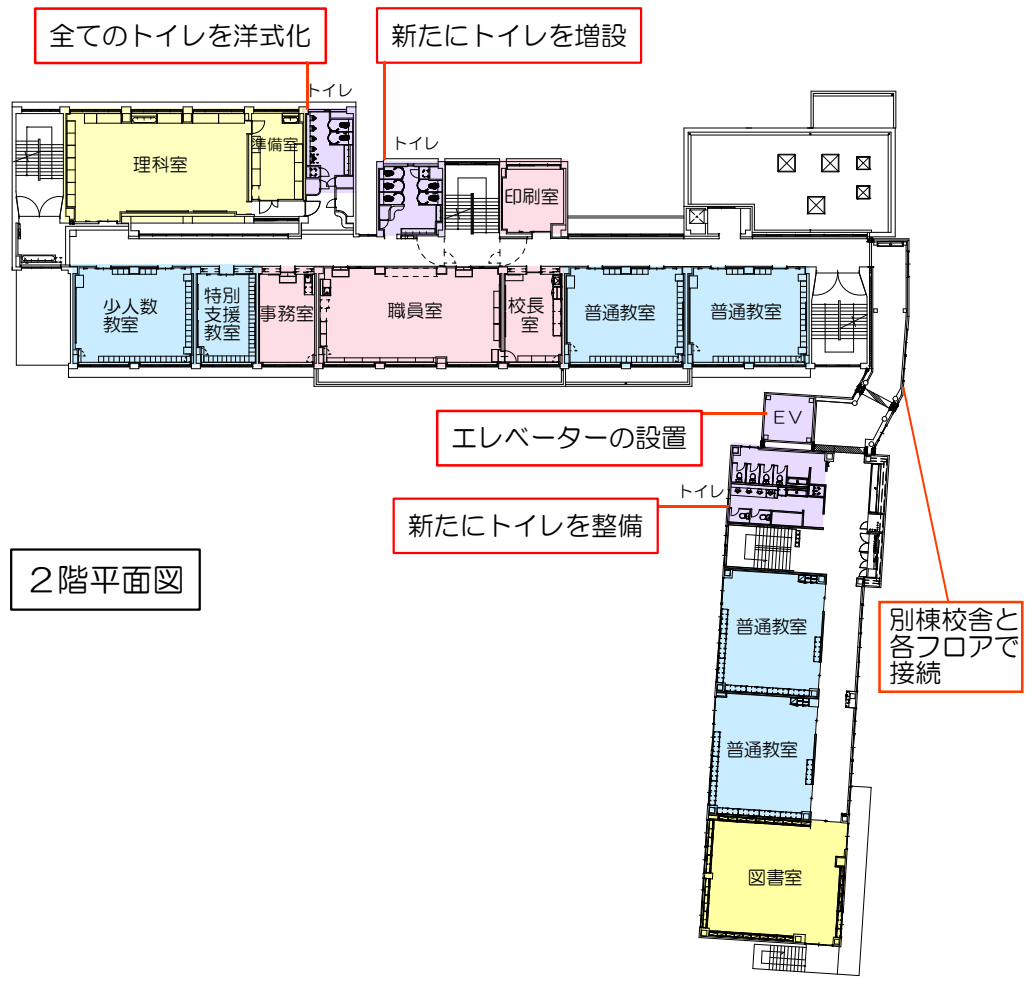 全てのトイレを洋式化
新たにトイレを増設
トイレ
トイレ
理科室
準備室
印刷室
少人数
教室
特別
支援
教室
事務室
職員室
校長
室
普通教室
普通教室
EV
エレベーターの設置
トイレ
新たにトイレを整備
2階平面図
別棟校舎と
各フロアで
接続
普通教室
普通教室
図書室